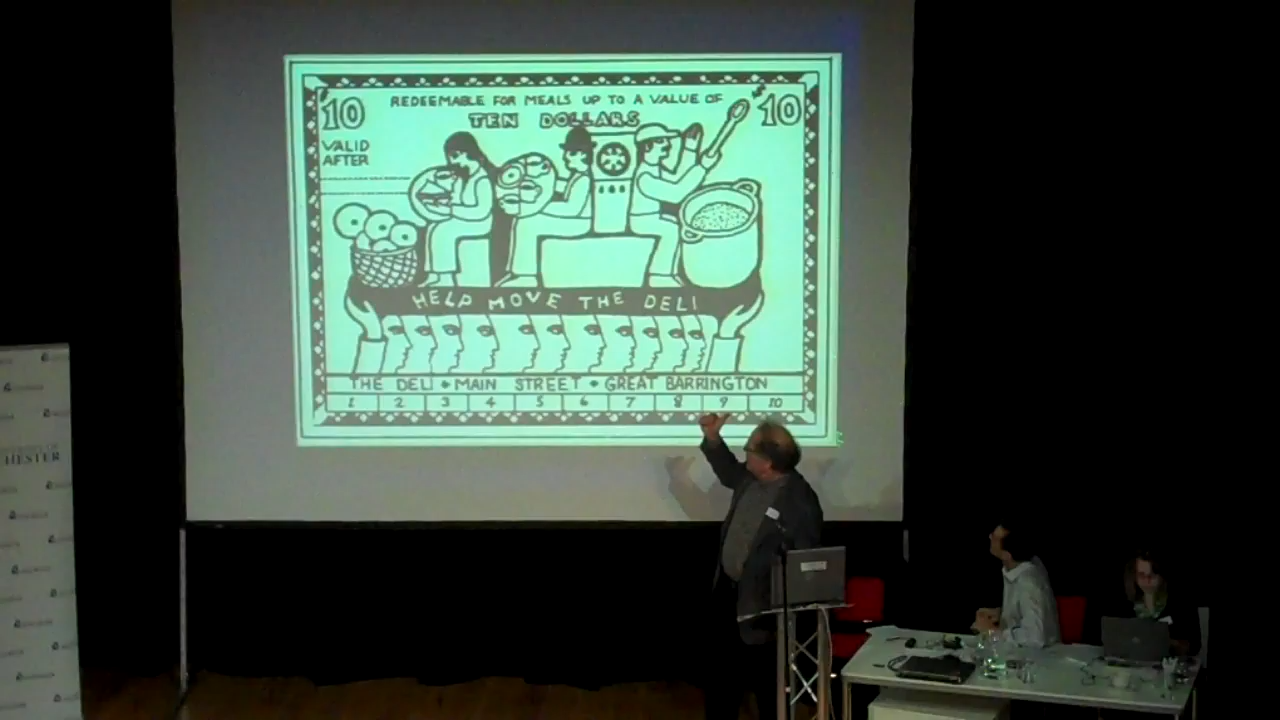 $10
REDEEMABLE FOR MEALS UP TO A VALUE OF
$10
TEN DOLLARS
VALID
AFTER
HELP MOVE THE DELI
THE DELI • MAIN STREET • GREAT BARRINGTON
1 2 3 4 5 6 7 8 9 10
HESTER